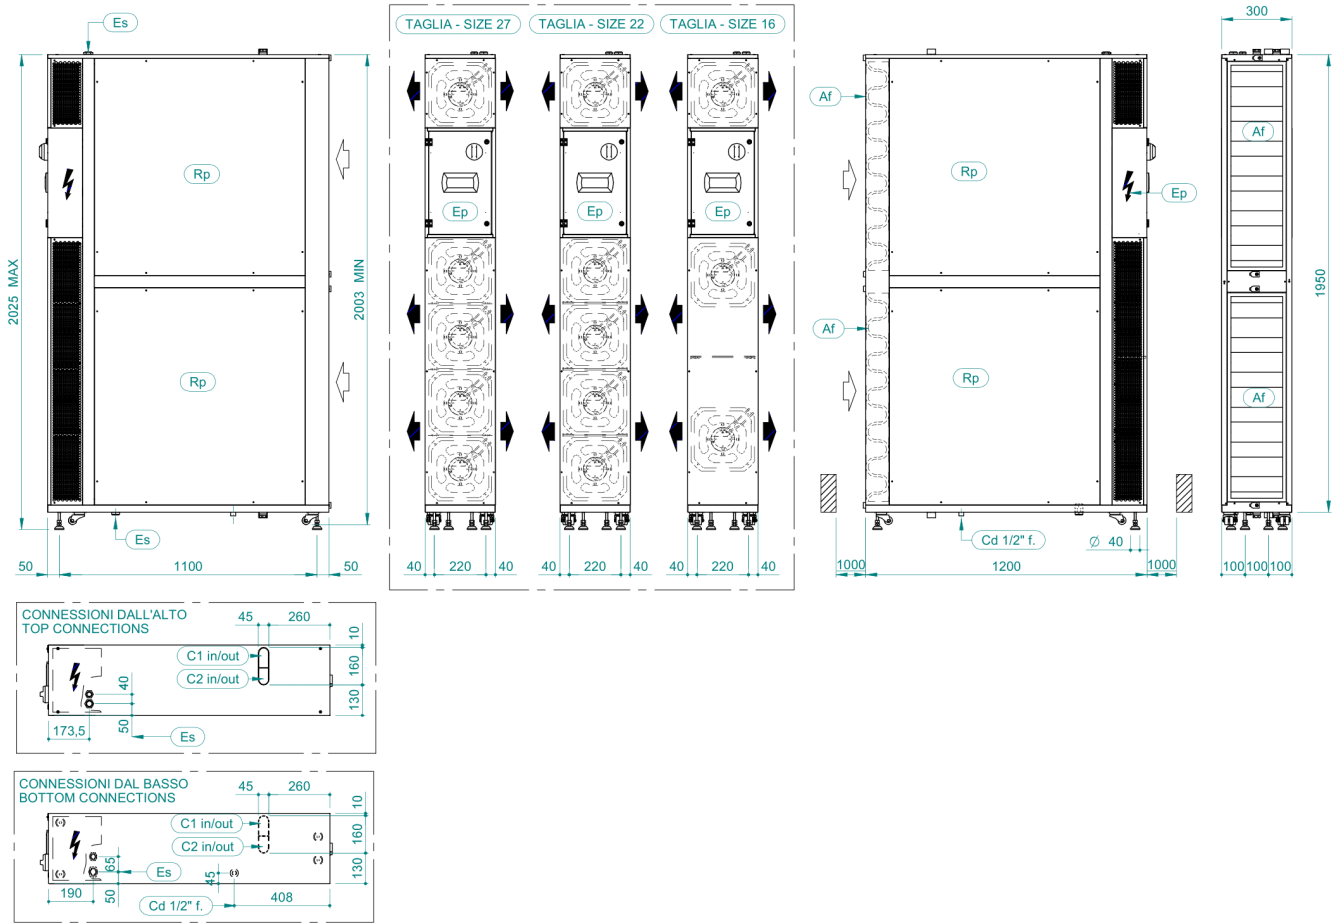 Es
TAGLIA - SIZE 27
TAGLIA - SIZE 22
TAGLIA - SIZE 16
300
Af
Af
Rp
Rp
Ep
Ep
Ep
Ep
2025 MAX
2003 MIN
1950
Rp
Rp
Af
Af
Es
Cd 1/2" f.
Ø 40
50
1100
50
40
220
40
40
220
40
40
220
40
1000
1200
1000
100
100
100
CONNESSIONI DALL'ALTO
TOP CONNECTIONS
45
260
10
C1 in/out
C2 in/out
160
130
40
50
173,5
Es
CONNESSIONI DAL BASSO
BOTTOM CONNECTIONS
45
260
10
C1 in/out
C2 in/out
160
130
65
50
Es
45
190
Cd 1/2" f.
408